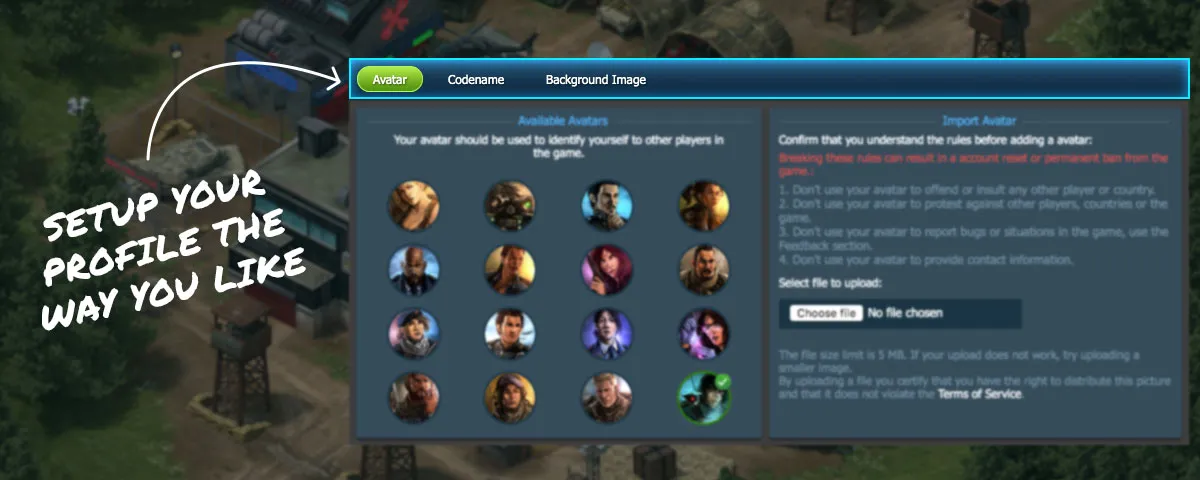 SETUP YOUR
PROFILE THE
WAY YOU LIKE
Avatar Codename Background Image
Available Avatars
Your avatar should be used to identify yourself to other players in
the game.
Import Avatar
Confirm that you understand the rules before adding a avatar:
Breaking these rules can result in a account reset or permanent ban from the
game.:
1. Don't use your avatar to offend or insult any other player or country.
2. Don't use your avatar to protest against other players, countries or the
game.
3. Don't use your avatar to report bugs or situations in the game, use the
Feedback section.
4. Don't use your avatar to provide contact information.
Select file to upload:
Choose file No file chosen
The file size limit is 5 MB. If your upload does not work, try uploading a
smaller image.
By uploading a file you certify that you have the right to distribute this picture
and that it does not violate the Terms of Service.